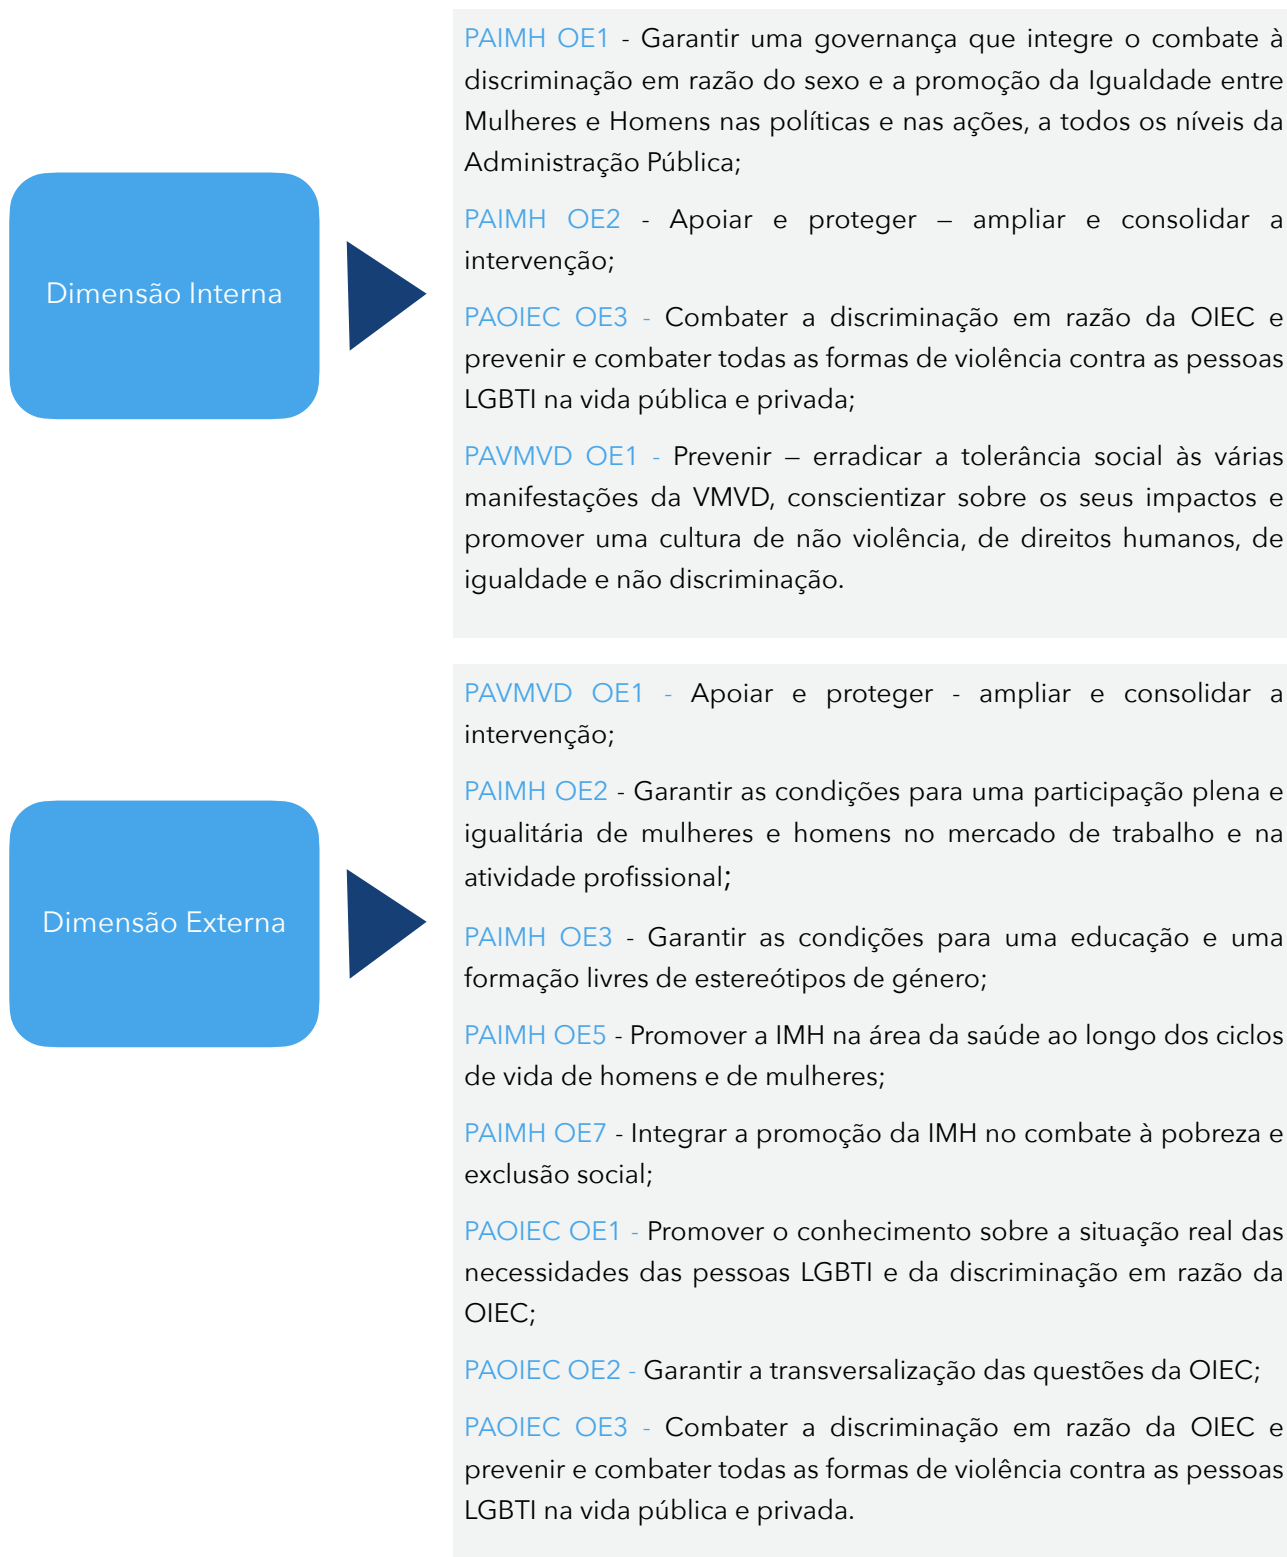 PAIMH OE1 - Garantir uma governança que integre o combate à
discriminação em razão do sexo e a promoção da Igualdade entre
Mulheres e Homens nas políticas e nas ações, a todos os níveis da
Administração Pública;
PAIMH OE2 - Apoiar e proteger – ampliar e consolidar a
intervenção;
Dimensão Interna
PAOIEC OE3 - Combater a discriminação em razão da OIEC e
prevenir e combater todas as formas de violência contra as pessoas
LGBTI na vida pública e privada;
PAVMVD OE1 - Prevenir – erradicar a tolerância social às várias
manifestações da VMVD, conscientizar sobre os seus impactos e
promover uma cultura de não violência, de direitos humanos, de
igualdade e não discriminação.
PAVMVD OE1 - Apoiar e proteger - ampliar e consolidar a
intervenção;
PAIMH OE2 - Garantir as condições para uma participação plena e
igualitária de mulheres e homens no mercado de trabalho e na
atividade profissional;
Dimensão Externa
PAIMH OE3 - Garantir as condições para uma educação e uma
formação livres de estereótipos de género;
PAIMH OE5 - Promover a IMH na área da saúde ao longo dos ciclos
de vida de homens e de mulheres;
PAIMH OE7 - Integrar a promoção da IMH no combate à pobreza e
exclusão social;
PAOIEC OE1 - Promover o conhecimento sobre a situação real das
necessidades das pessoas LGBTI e da discriminação em razão da
OIEC;
PAOIEC OE2 - Garantir a transversalização das questões da OIEC;
PAOIEC OE3 - Combater a discriminação em razão da OIEC e
prevenir e combater todas as formas de violência contra as pessoas
LGBTI na vida pública e privada.